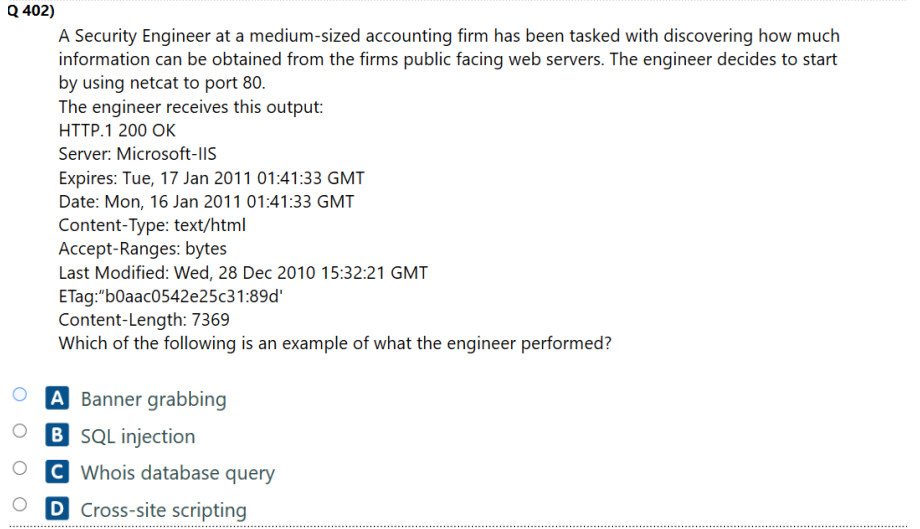 Q 402)
A Security Engineer at a medium-sized accounting firm has been tasked with discovering how much
information can be obtained from the firms public facing web servers. The engineer decides to start
by using netcat to port 80.
The engineer receives this output:
HTTP.1 200 OK
Server: Microsoft-IIS
Expires: Tue, 17 Jan 2011 01:41:33 GMT
Date: Mon, 16 Jan 2011 01:41:33 GMT
Content-Type: text/html
Accept-Ranges: bytes
Last Modified: Wed, 28 Dec 2010 15:32:21 GMT
ETag:"b0aac0542e25c31:89d'
Content-Length: 7369
Which of the following is an example of what the engineer performed?
A Banner grabbing
B SQL injection
C Whois database query
D Cross-site scripting